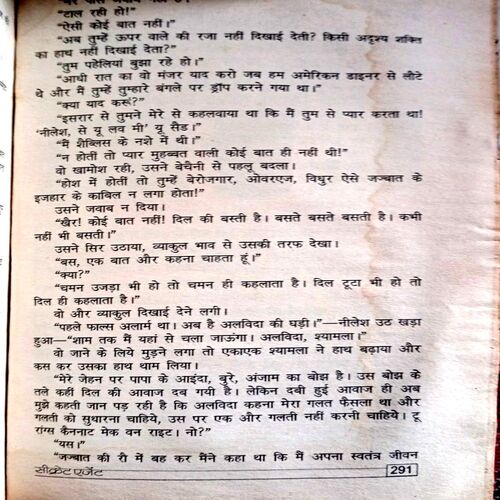 "टाल रही हो!"
"ऐसी कोई बात नहीं।"
"अब तुम्हें ऊपर वाले की रजा नहीं दिखाई देती? किसी अदृश्य शक्ति
का हाथ नहीं दिखाई देता?"
"तुम पहेलियां बुझा रहे हो।"
"आधी रात का वो मंजर याद करो जब हम अमेरिकन डाइनर से लौटे
थे और मैं तुम्हें तुम्हारे बंगले पर ड्रॉप करने गया था।"
"क्या याद करूं?"
"इसरार से तुमने मेरे से कहलवाया था कि मैं तुम से प्यार करता था!
'नीलेश, से यू लव मी' यू सैड।"
"मैं शैब्लिस के नशे में थी।"
"न होतीं तो प्यार मुहब्बत वाली कोई बात ही नहीं थी!"
वो खामोश रही, उसने बेचैनी से पहलू बदला।
"होश में होतीं तो तुम्हें बेरोजगार, ओवरएज, विधुर ऐसे जज्बात के
इजहार के काबिल न लगा होता!"
उसने जवाब न दिया।
"खैर! कोई बात नहीं! दिल की बस्ती है। बसते बसते बसती है। कभी
नहीं भी बसती।"
उसने सिर उठाया, व्याकुल भाव से उसकी तरफ देखा।
"बस, एक बात और कहना चाहता हूं।"
"क्या?"
"चमन उजड़ा भी हो तो चमन ही कहलाता है। दिल टूटा भी हो तो
दिल ही कहलाता है।"
वो और व्याकुल दिखाई देने लगी।
"पहले फाल्स अलार्म था। अब है अलविदा की घड़ी।"—नीलेश उठ खड़ा
हुआ—"शाम तक मैं यहां से चला जाऊंगा। अलविदा, श्यामला।"
वो जाने के लिये मुड़ने लगा तो एकाएक श्यामला ने हाथ बढ़ाया और
कस कर उसका हाथ थाम लिया।
"मेरे जेहन पर पापा के आइंदा, बुरे, अंजाम का बोझ है। उस बोझ के
तले कहीं दिल की आवाज दब गयी है। लेकिन दबी हुई आवाज ही अब
मुझे कहती जान पड़ रही है कि अलविदा कहना मेरा गलत फैसला था और
गलती को सुधारना चाहिये, उस पर एक और गलती नहीं करनी चाहिये। टू
रांग्स कैननाट मेक वन राइट। नो?"
"यस।"
"जज्बात की रौ में बह कर मैंने कहा था कि मैं अपना स्वतंत्र जीवन
सीक्रेट एजेंट 291